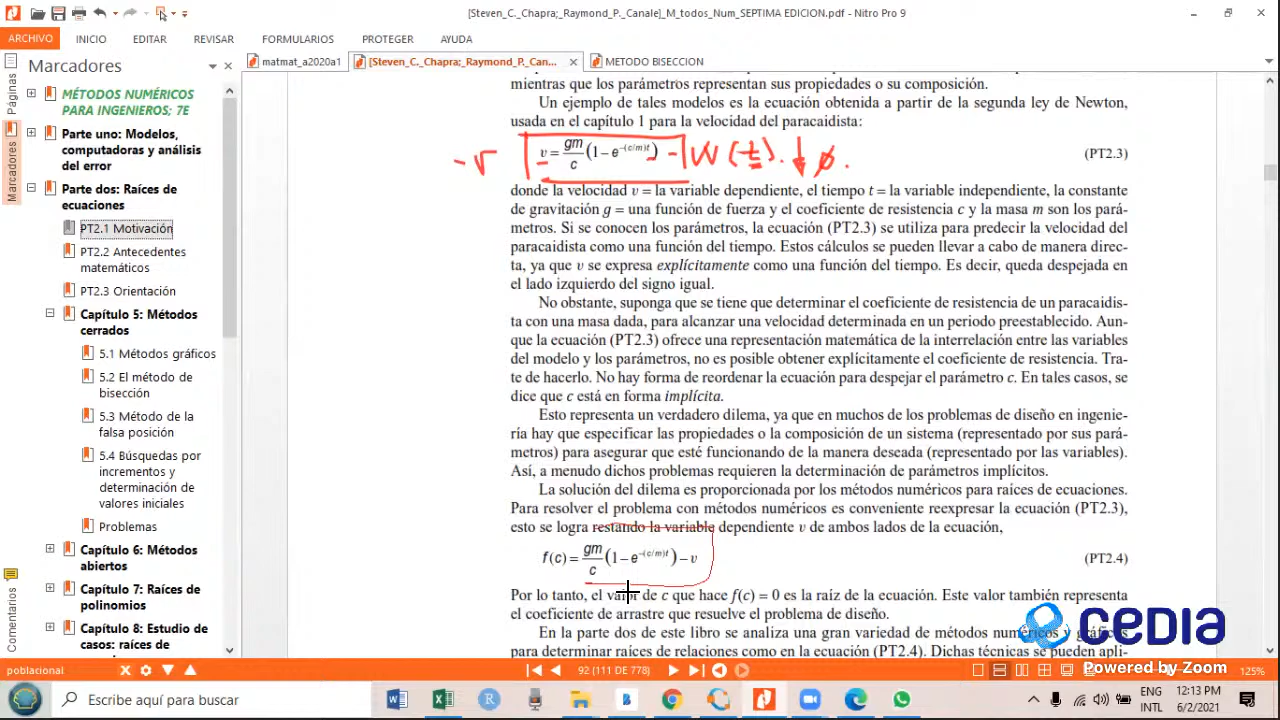 [Steven_C._Chapra;_Raymond_P._Canale]_M_todos_Num_SEPTIMA EDICION.pdf - Nitro Pro 9
ARCHIVO INICIO EDITAR REVISAR FORMULARIOS PROTEGER AYUDA
matmat_a2020a1 [Steven_C._Chapra;_Raymond_P._Cana... METODO BISECCION
Páginas
Marcadores
Comentarios
Marcadores
MÉTODOS NUMÉRICOS
PARA INGENIEROS; 7E
Parte uno: Modelos,
computadoras y análisis
del error
Parte dos: Raíces de
ecuaciones
PT2.1 Motivación
PT2.2 Antecedentes
matemáticos
PT2.3 Orientación
Capítulo 5: Métodos
cerrados
5.1 Métodos gráficos
5.2 El método de
bisección
5.3 Método de la
falsa posición
5.4 Búsquedas por
incrementos y
determinación de
valores iniciales
Problemas
Capítulo 6: Métodos
abiertos
Capítulo 7: Raíces de
polinomios
Capítulo 8: Estudio de
casos: raíces de
mientras que los parámetros representan sus propiedades o su composición.
Un ejemplo de tales modelos es la ecuación obtenida a partir de la segunda ley de Newton,
usada en el capítulo 1 para la velocidad del paracaidista:
v = gm/c (1 – e^–(c/m)t) (PT2.3)
donde la velocidad v = la variable dependiente, el tiempo t = la variable independiente, la constante
de gravitación g = una función de fuerza y el coeficiente de resistencia c y la masa m son los pará-
metros. Si se conocen los parámetros, la ecuación (PT2.3) se utiliza para predecir la velocidad del
paracaidista como una función del tiempo. Estos cálculos se pueden llevar a cabo de manera direc-
ta, ya que v se expresa explícitamente como una función del tiempo. Es decir, queda despejada en
el lado izquierdo del signo igual.
No obstante, suponga que se tiene que determinar el coeficiente de resistencia de un paracaidis-
ta con una masa dada, para alcanzar una velocidad determinada en un periodo preestablecido. Aun-
que la ecuación (PT2.3) ofrece una representación matemática de la interrelación entre las variables
del modelo y los parámetros, no es posible obtener explícitamente el coeficiente de resistencia. Tra-
te de hacerlo. No hay forma de reordenar la ecuación para despejar el parámetro c. En tales casos, se
dice que c está en forma implícita.
Esto representa un verdadero dilema, ya que en muchos de los problemas de diseño en ingenie-
ría hay que especificar las propiedades o la composición de un sistema (representado por sus pará-
metros) para asegurar que esté funcionando de la manera deseada (representado por las variables).
Así, a menudo dichos problemas requieren la determinación de parámetros implícitos.
La solución del dilema es proporcionada por los métodos numéricos para raíces de ecuaciones.
Para resolver el problema con métodos numéricos es conveniente reexpresar la ecuación (PT2.3),
esto se logra restando la variable dependiente v de ambos lados de la ecuación,
f(c) = gm/c (1 – e^–(c/m)t) – v (PT2.4)
Por lo tanto, el valor de c que hace f(c) = 0 es la raíz de la ecuación. Este valor también representa
el coeficiente de arrastre que resuelve el problema de diseño.
En la parte dos de este libro se analiza una gran variedad de métodos numéricos y gráficos
para determinar raíces de relaciones como en la ecuación (PT2.4). Dichas técnicas se pueden apli-
cedia
Powered by Zoom
poblacional 92 (111 DE 778) 125%
Escribe aquí para buscar
ENG
INTL
12:13 PM
6/2/2021